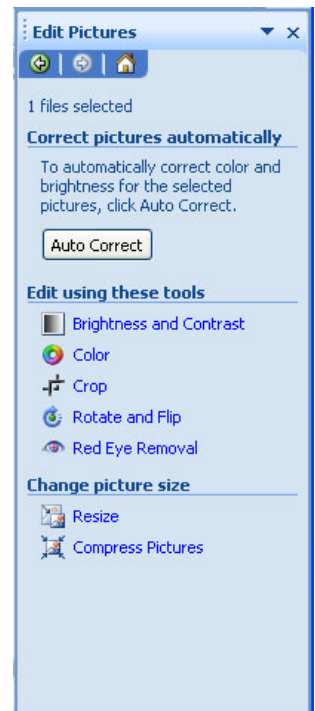 Edit Pictures
1 files selected
Correct pictures automatically
To automatically correct color and
brightness for the selected
pictures, click Auto Correct.
Auto Correct
Edit using these tools
Brightness and Contrast
Color
Crop
Rotate and Flip
Red Eye Removal
Change picture size
Resize
Compress Pictures